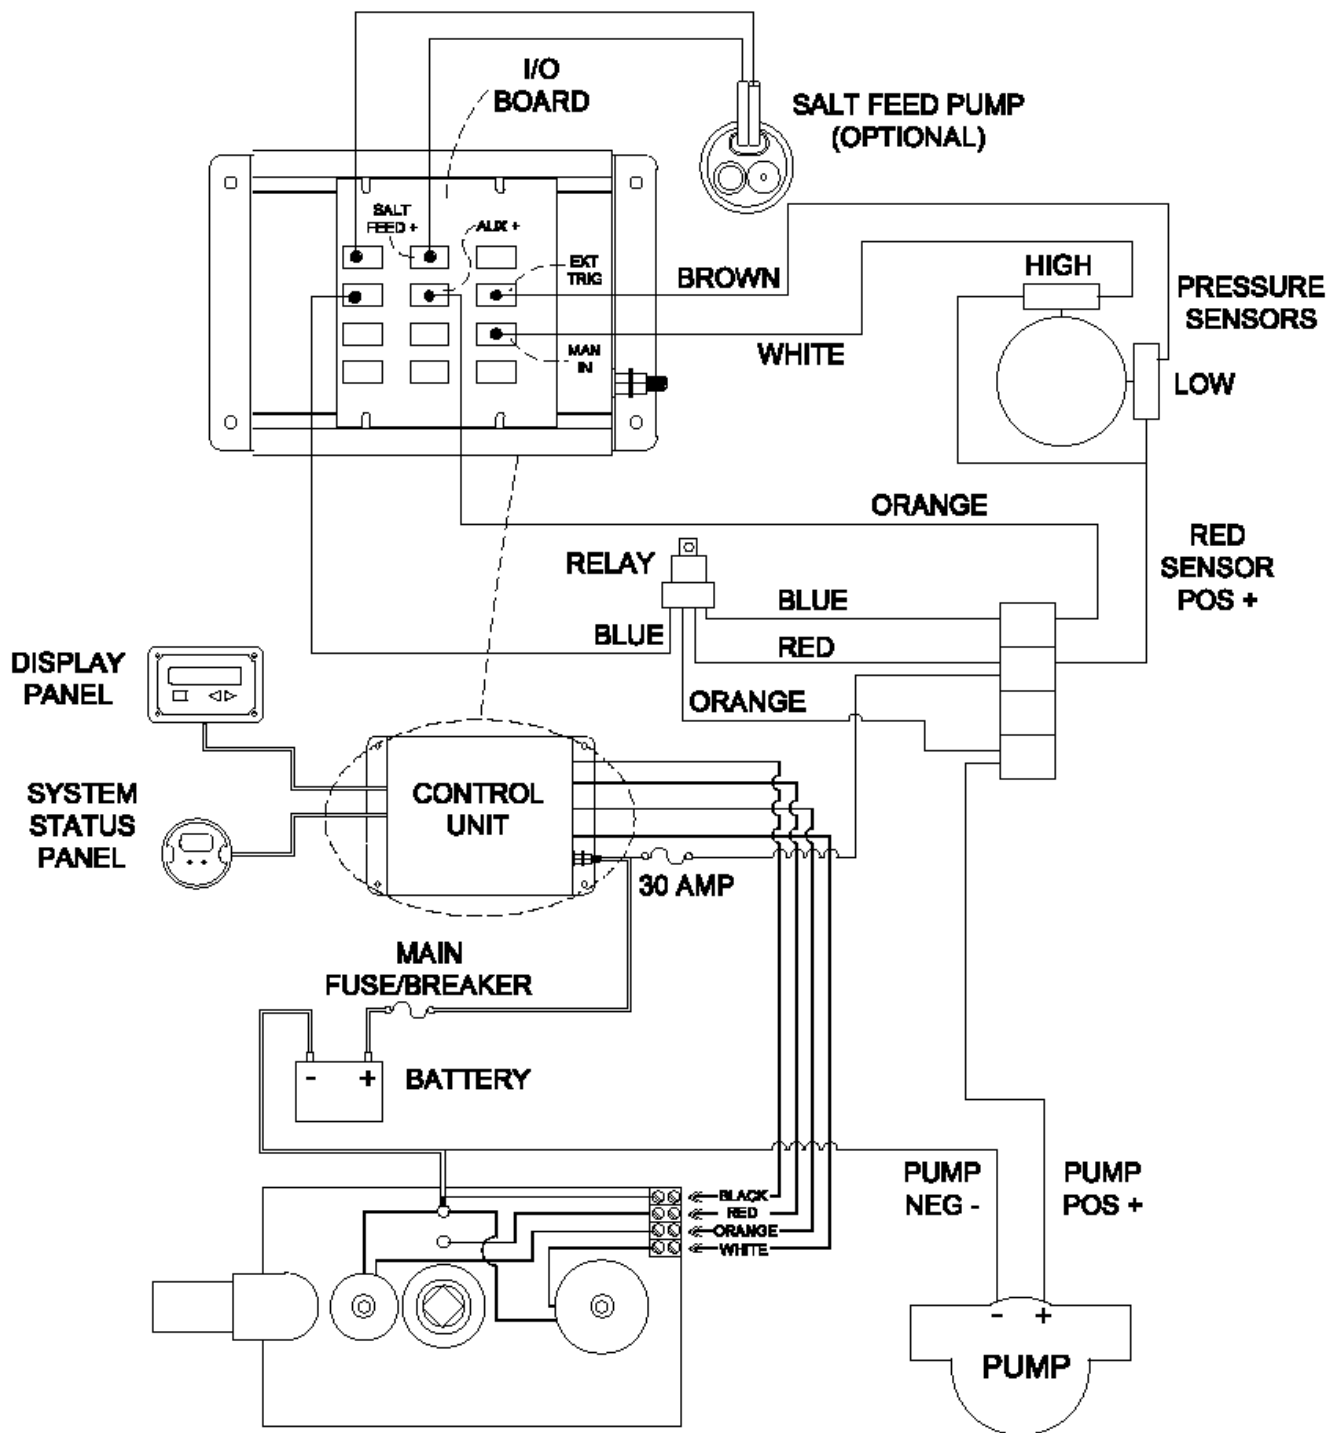 I/O
BOARD
SALT FEED PUMP
(OPTIONAL)
SALT
FEED +
AUX +
EXT
TRIG
MAN
IN
BROWN
WHITE
HIGH
PRESSURE
SENSORS
LOW
ORANGE
RELAY
BLUE
BLUE
RED
ORANGE
RED
SENSOR
POS +
DISPLAY
PANEL
SYSTEM
STATUS
PANEL
CONTROL
UNIT
30 AMP
MAIN
FUSE/BREAKER
- +
BATTERY
BLACK
RED
ORANGE
WHITE
PUMP
NEG -
PUMP
POS +
- +
PUMP